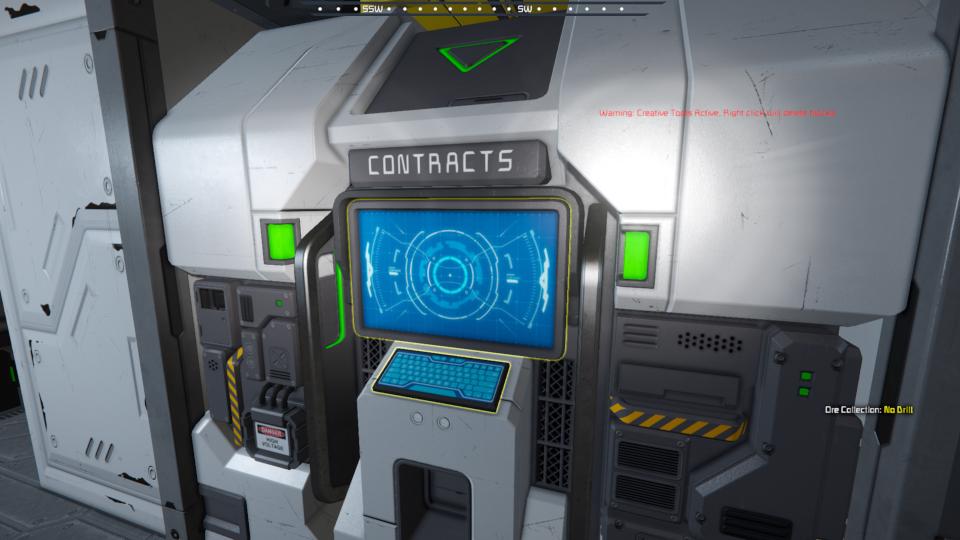 SSW SW
Warning: Creative Tools Active. Right click will delete blocks
CONTRACTS
Ore Collection: No Drill
DANGER
HIGH
VOLTAGE